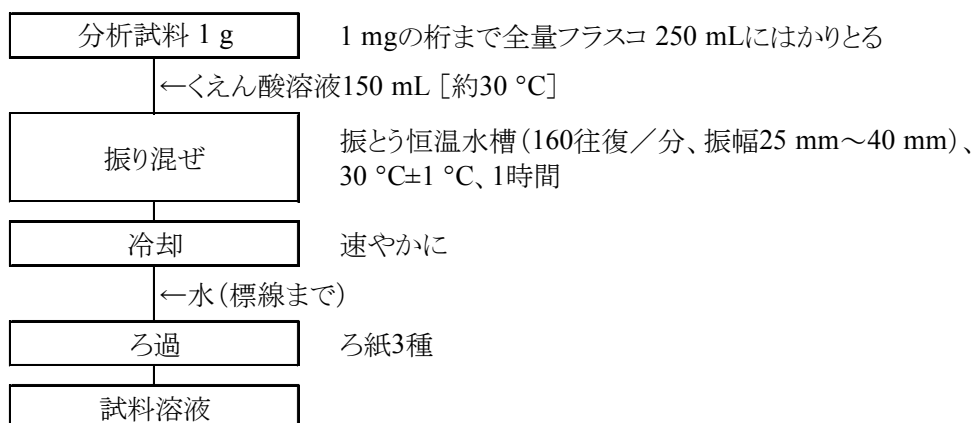 分析試料 1 g 1 mgの桁まで全量フラスコ 250 mLにはかりとる
←くえん酸溶液150 mL［約30 °C］
振り混ぜ 振とう恒温水槽（160往復／分、振幅25 mm～40 mm）、
30 °C±1 °C、1時間
冷却 速やかに
←水（標線まで）
ろ過 ろ紙3種
試料溶液